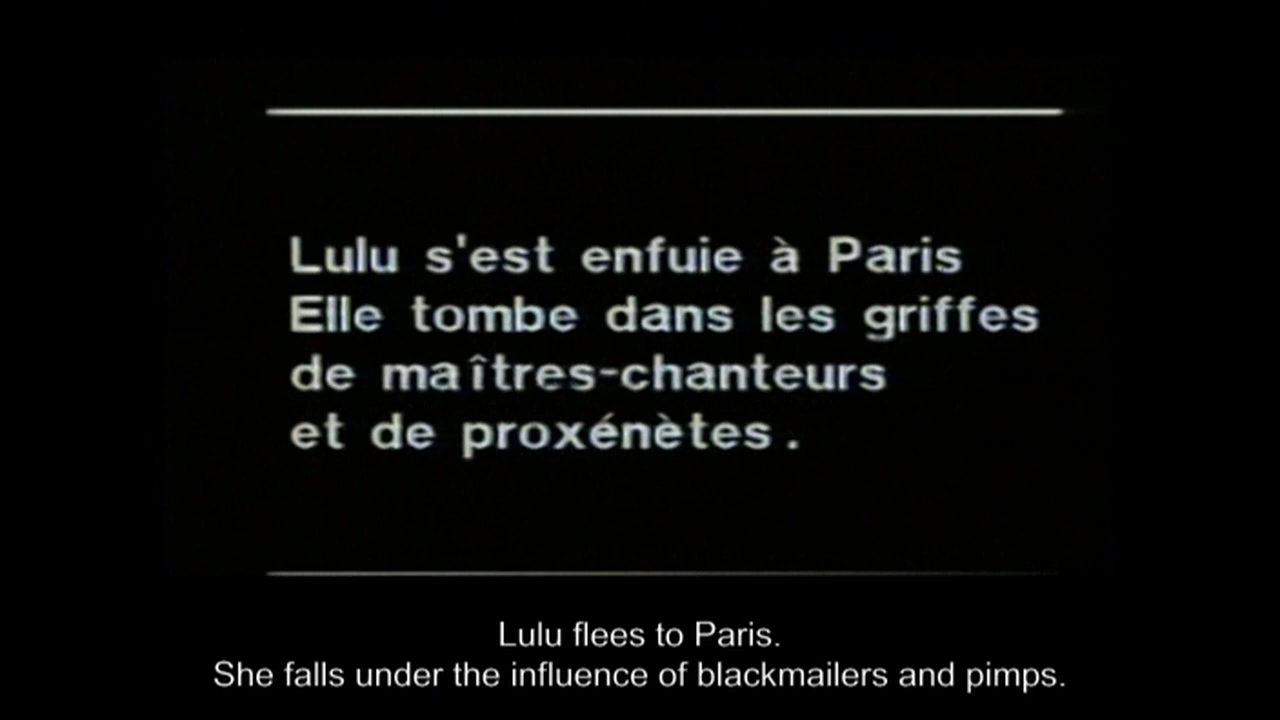 Lulu s'est enfuie à Paris
Elle tombe dans les griffes
de maîtres-chanteurs
et de proxénètes.
Lulu flees to Paris.
She falls under the influence of blackmailers and pimps.